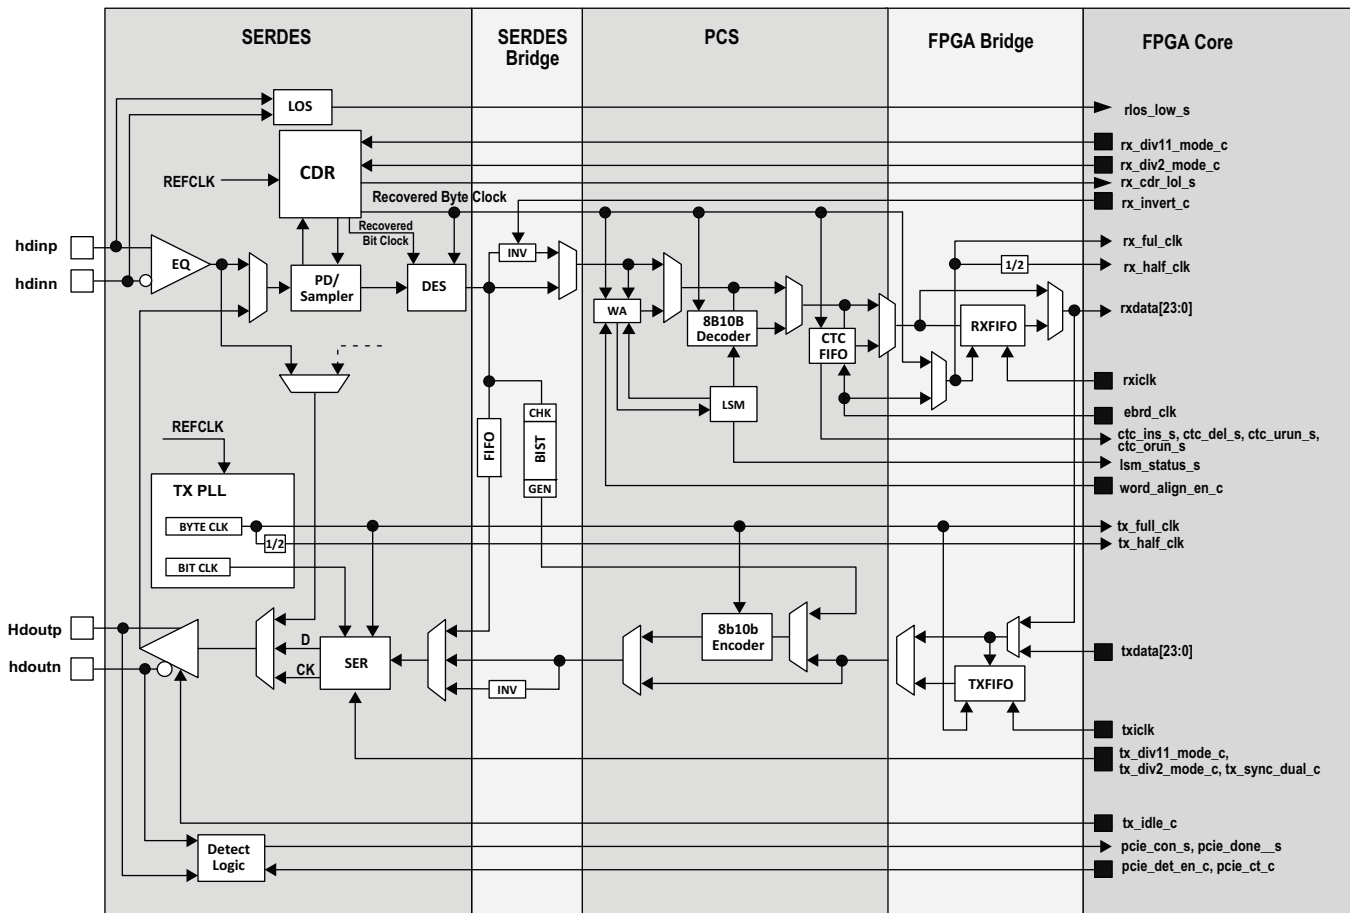 SERDES
SERDES
Bridge
PCS
FPGA Bridge
FPGA Core
LOS
rlos_low_s
CDR
REFCLK
rx_div11_mode_c
rx_div2_mode_c
rx_cdr_lol_s
Recovered Byte Clock
rx_invert_c
Recovered
Bit Clock
hdinp
hdinn
EQ
PD/
Sampler
DES
INV
WA
8B10B
Decoder
CTC
FIFO
LSM
RXFIFO
1/2
rx_ful_clk
rx_half_clk
rxdata[23:0]
rxiclk
ebrd_clk
ctc_ins_s, ctc_del_s, ctc_urun_s,
ctc_orun_s
lsm_status_s
word_align_en_c
FIFO
CHK
BIST
GEN
REFCLK
TX PLL
BYTE CLK
1/2
BIT CLK
tx_full_clk
tx_half_clk
Hdoutp
hdoutn
D
CK
SER
INV
8b10b
Encoder
TXFIFO
txdata[23:0]
txiclk
tx_div11_mode_c,
tx_div2_mode_c, tx_sync_dual_c
tx_idle_c
Detect
Logic
pcie_con_s, pcie_done__s
pcie_det_en_c, pcie_ct_c